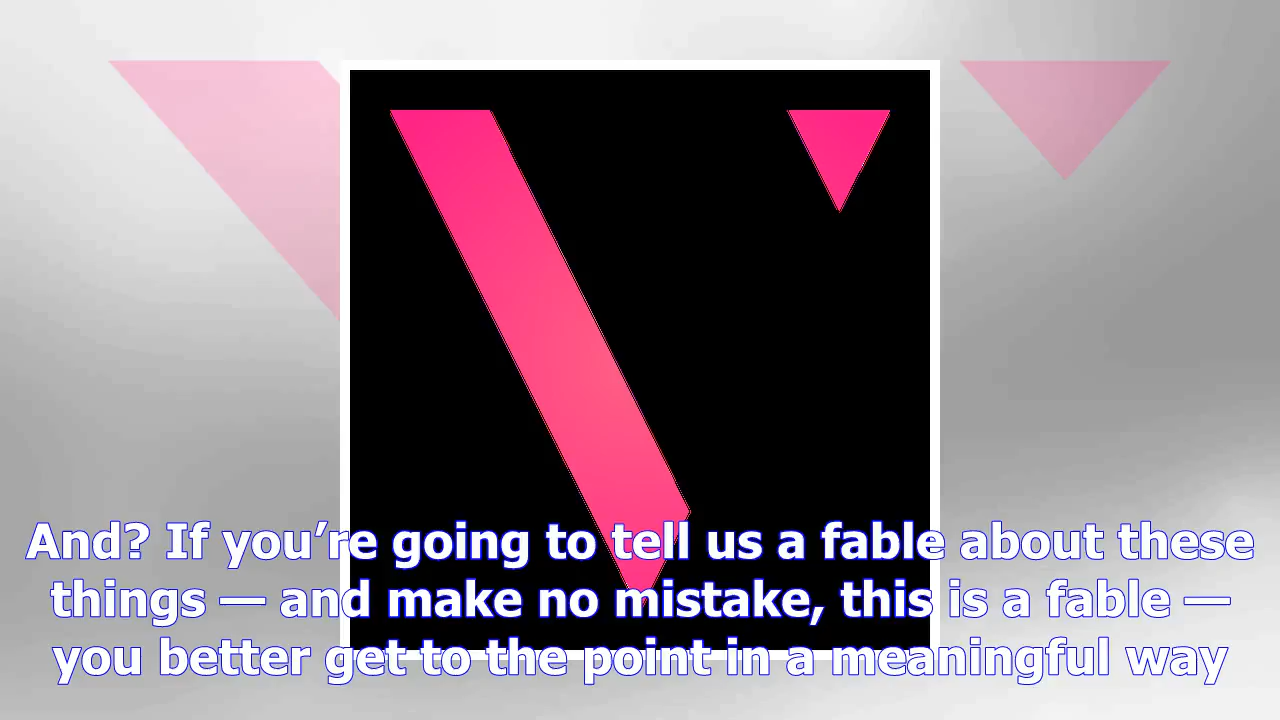 And? If you’re going to tell us a fable about these
things — and make no mistake, this is a fable —
you better get to the point in a meaningful way